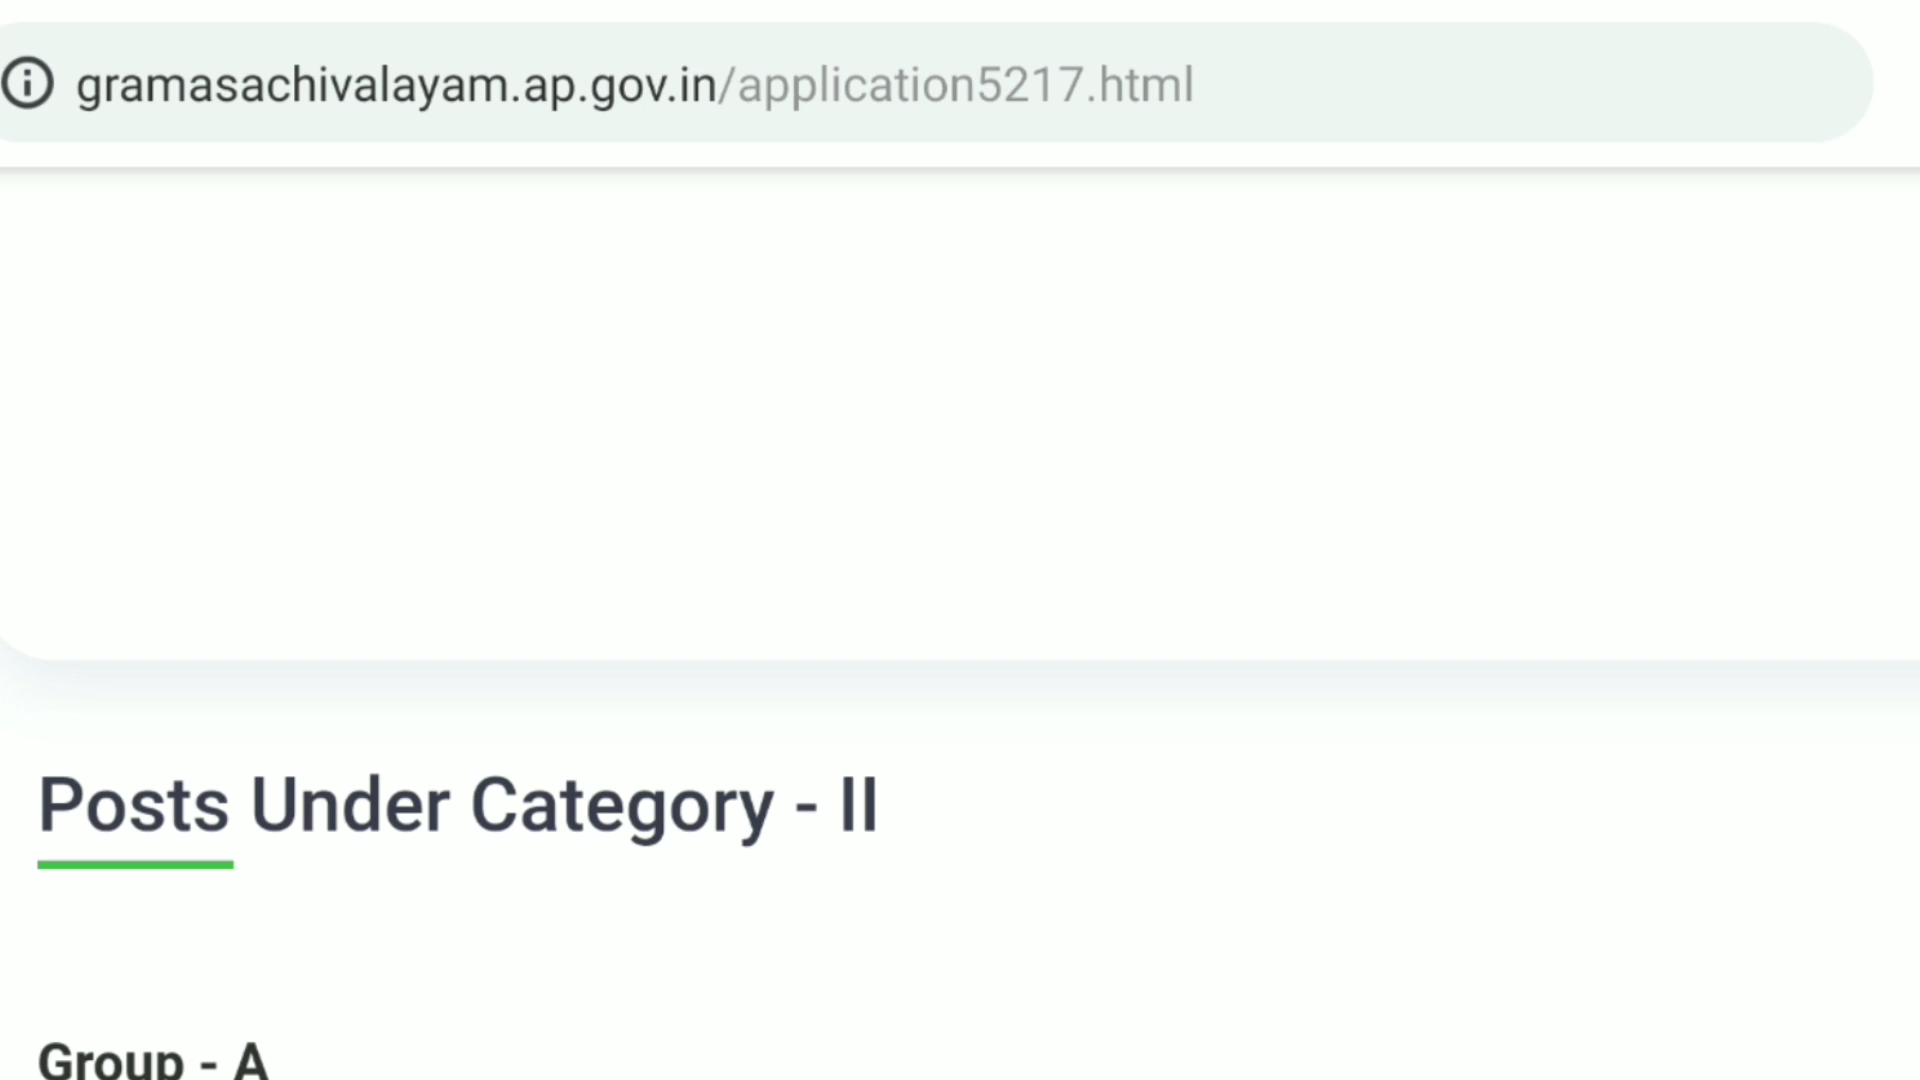 gramasachivalayam.ap.gov.in/application5217.html
Posts Under Category - II
Group - A